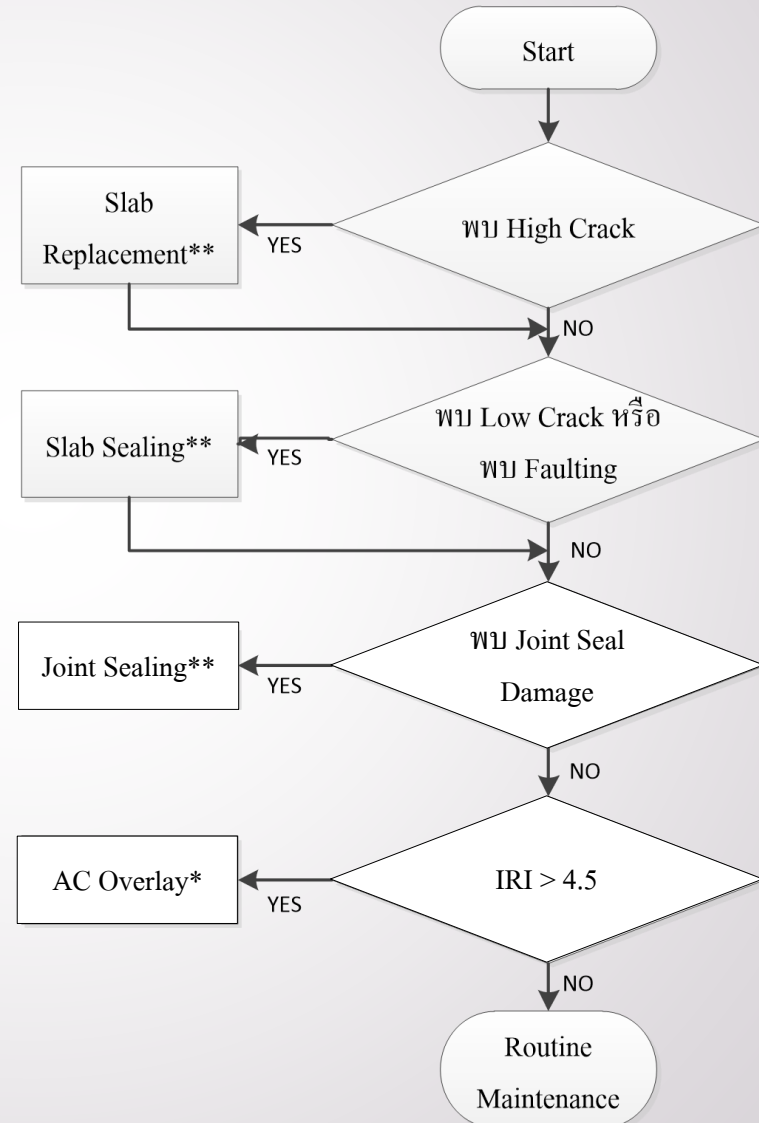 Start
พบ High Crack
YES
Slab
Replacement**
NO
พบ Low Crack หรือ
พบ Faulting
YES
Slab Sealing**
NO
พบ Joint Seal
Damage
YES
Joint Sealing**
NO
IRI > 4.5
YES
AC Overlay*
NO
Routine
Maintenance